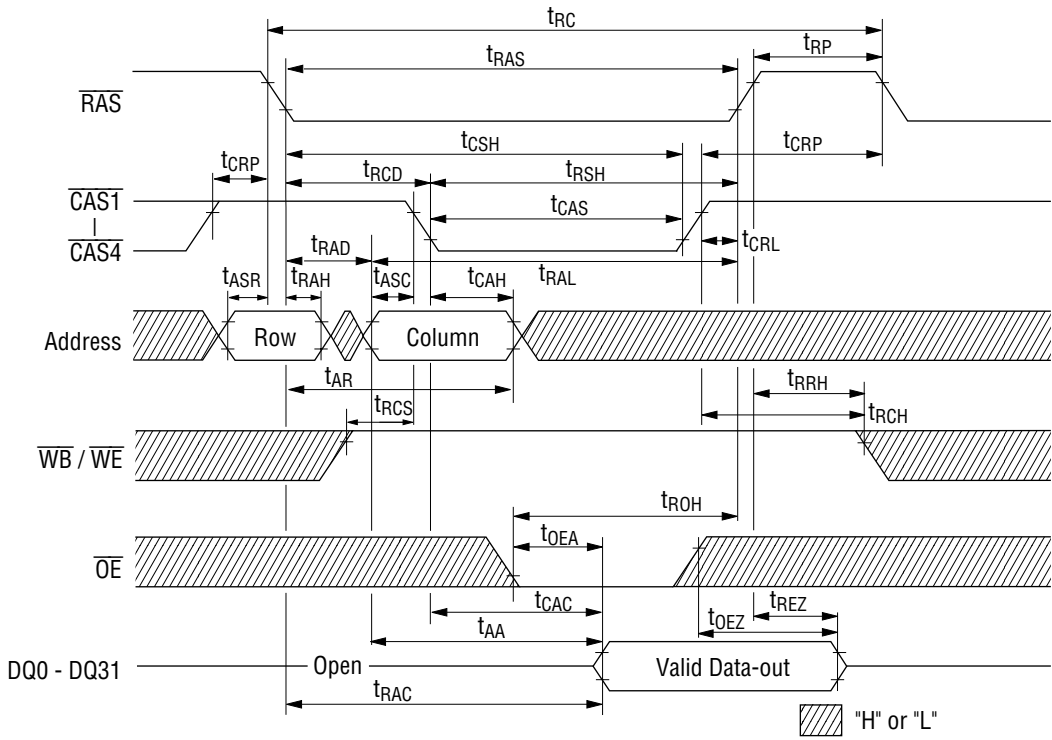 tRC
tRP
tRAS
RAS
tCSH
tCRP
tCRP
tRCD
tRSH
CAS1
tCAS
CAS4
tRAD
tCRL
tRAL
tASR
tRAH
tASC
tCAH
Address
Row
Column
tAR
tRRH
tRCS
tRCH
WB / WE
tROH
tOEA
OE
tCAC
tREZ
tOEZ
tAA
DQ0 - DQ31
Open
Valid Data-out
tRAC
"H" or "L"